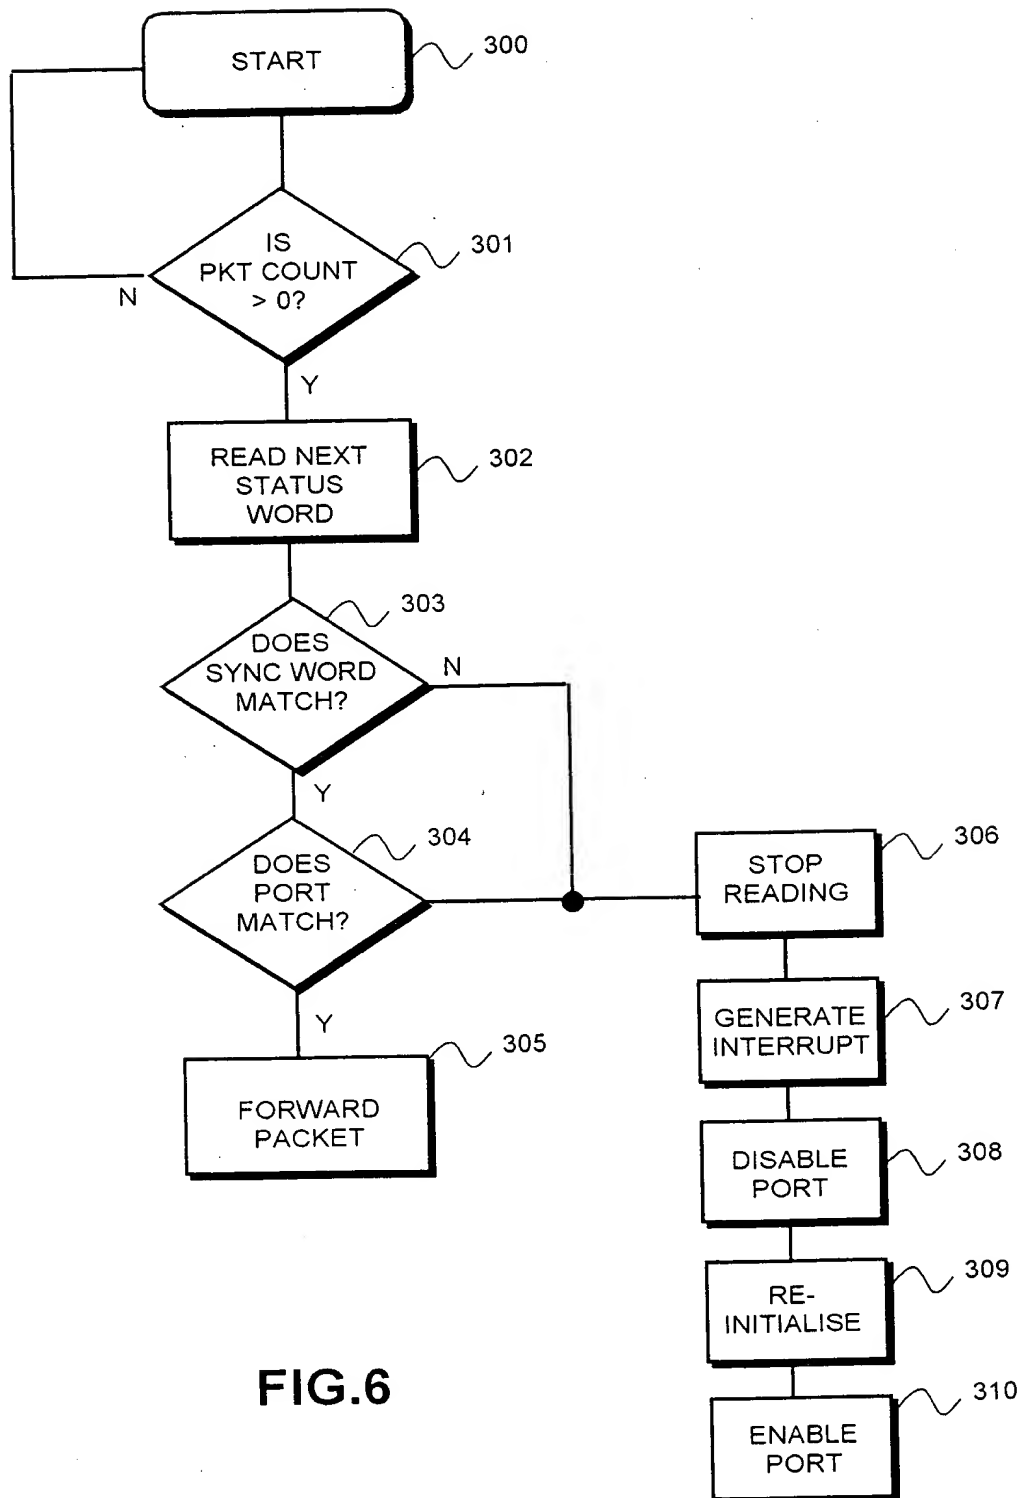 START
300
IS
PKT COUNT
> 0?
301
N
Y
READ NEXT
STATUS
WORD
302
DOES
SYNC WORD
MATCH?
303
N
Y
DOES
PORT
MATCH?
304
Y
FORWARD
PACKET
305
STOP
READING
306
GENERATE
INTERRUPT
307
DISABLE
PORT
308
RE-
INITIALISE
309
ENABLE
PORT
310
FIG.6